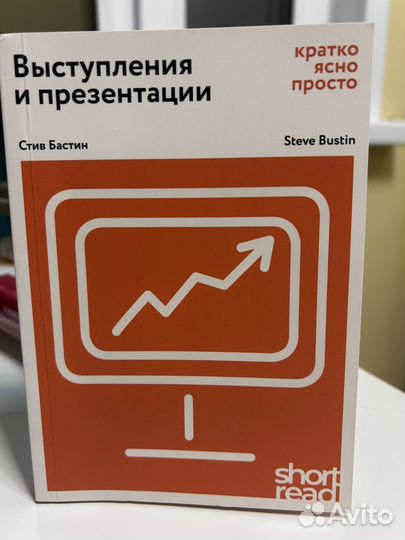 Выступления
и презентации
кратко
ясно
просто
Стив Бастин
Steve Bustin
short
read
Avito